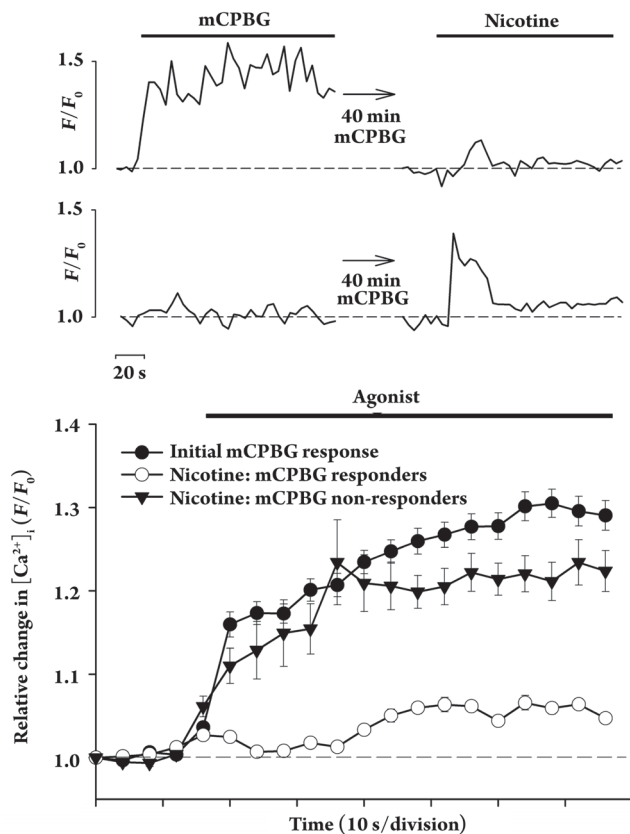 mCPBG
Nicotine
F/F₀
1.5
1.0
40 min
mCPBG
F/F₀
1.5
1.0
40 min
mCPBG
20 s
Agonist
Relative change in [Ca²⁺]ᵢ (F/F₀)
1.4
1.3
1.2
1.1
1.0
Initial mCPBG response
Nicotine: mCPBG responders
Nicotine: mCPBG non-responders
Time (10 s/division)